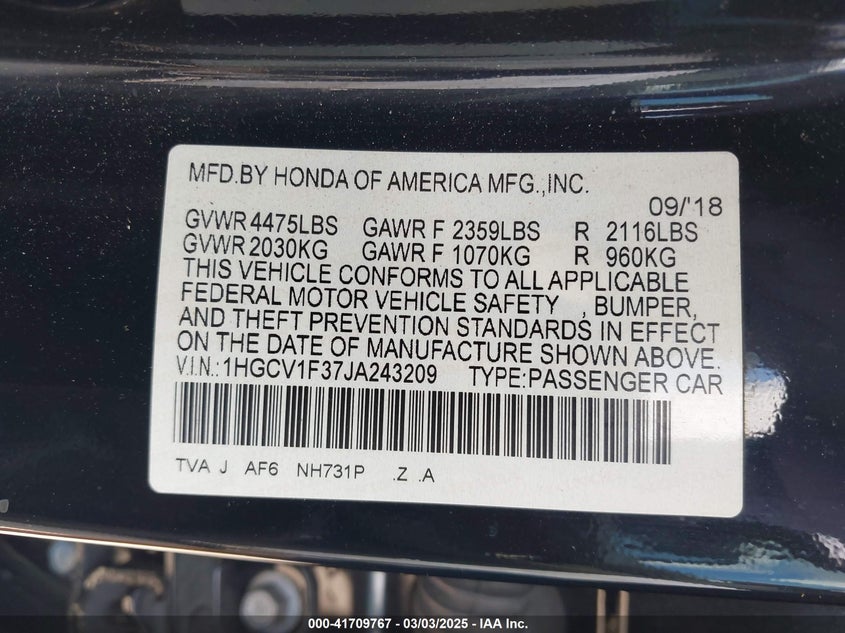 MFD.BY HONDA OF AMERICA MFG.,INC.
09/'18
GVWR 4475LBS GAWR F 2359LBS R 2116LBS
GVWR 2030KG GAWR F 1070KG R 960KG
THIS VEHICLE CONFORMS TO ALL APPLICABLE
FEDERAL MOTOR VEHICLE SAFETY , BUMPER,
AND THEFT PREVENTION STANDARDS IN EFFECT
ON THE DATE OF MANUFACTURE SHOWN ABOVE.
V.I.N.:1HGCV1F37JA243209 TYPE:PASSENGER CAR
TVA J AF6 NH731P .Z .A
000-41709767 — 03/03/2025 — IAA Inc.